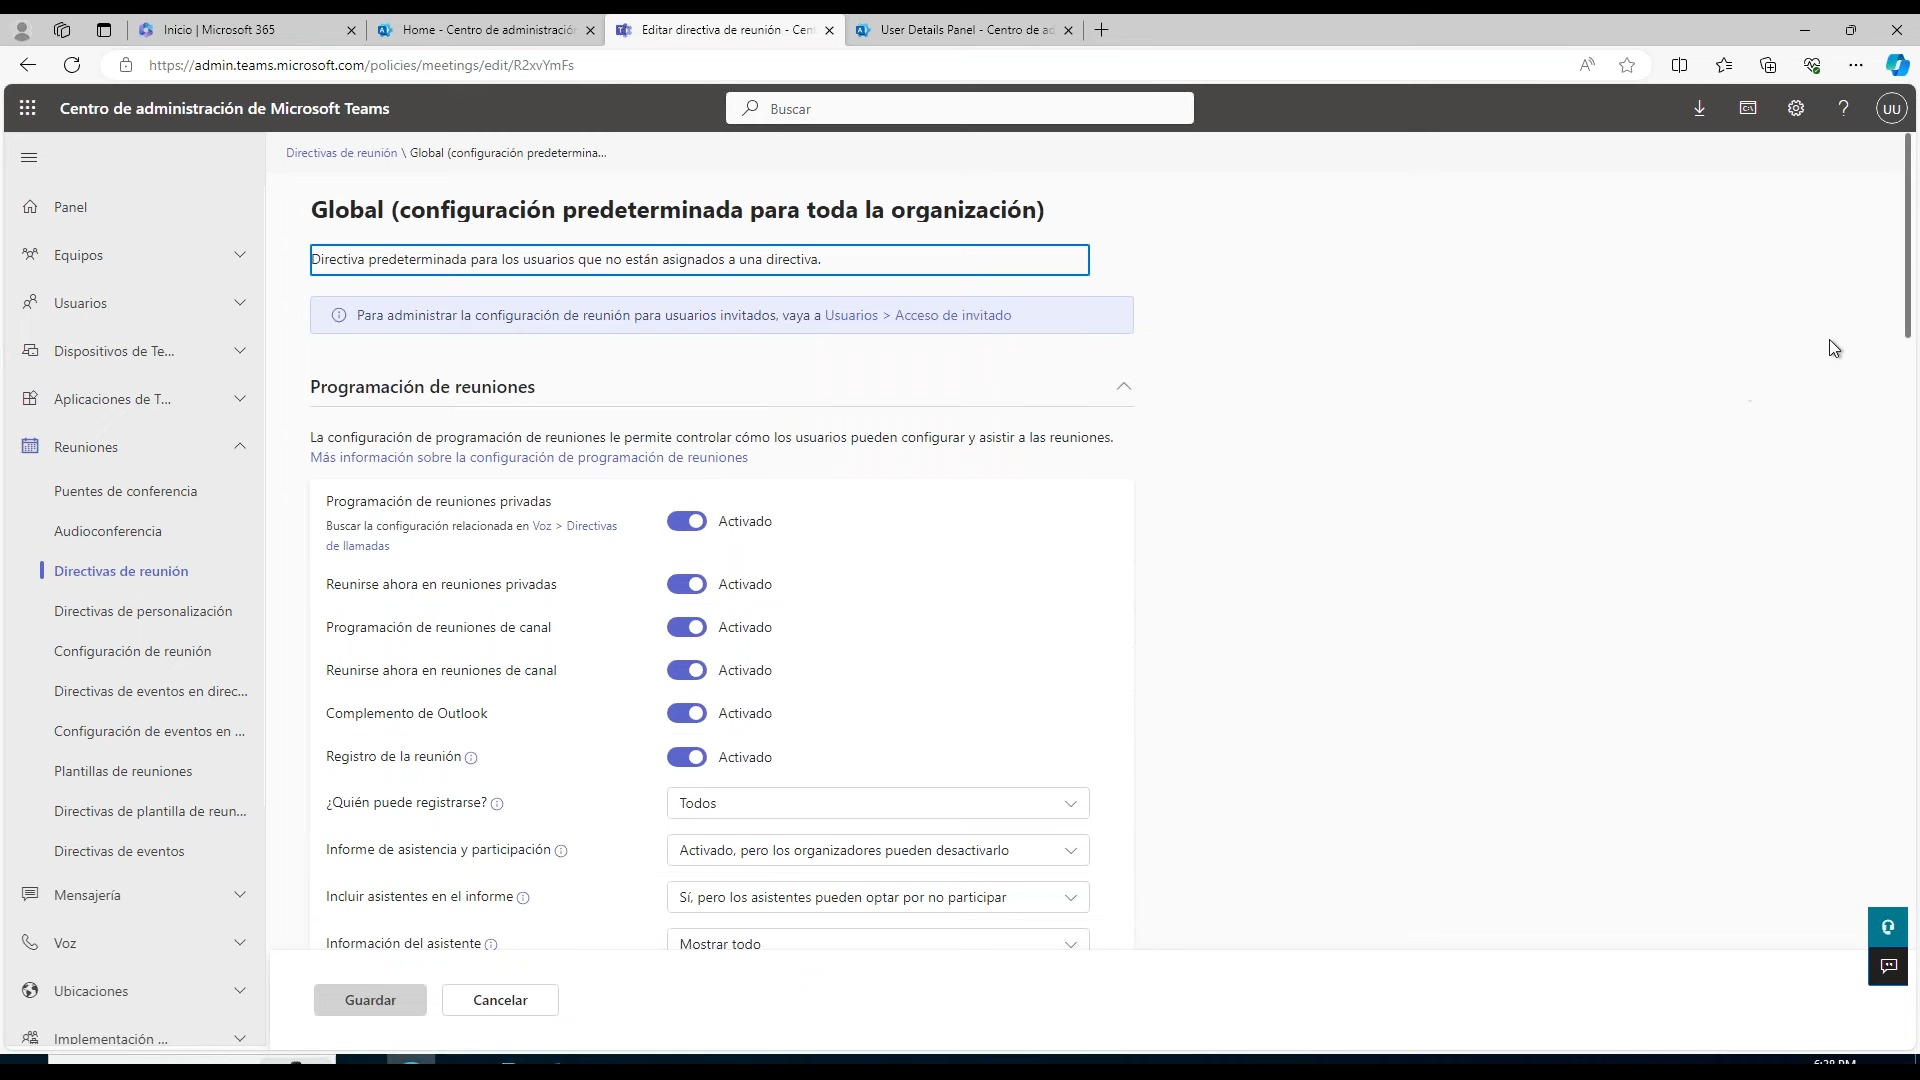 Inicio | Microsoft 365
Home - Centro de administración
Editar directiva de reunión - Cen
User Details Panel - Centro de ad
https://admin.teams.microsoft.com/policies/meetings/edit/R2xvYmFs
Centro de administración de Microsoft Teams
Buscar
UU
Directivas de reunión \ Global (configuración predetermina...
Panel
Equipos
Usuarios
Dispositivos de Te...
Aplicaciones de T...
Reuniones
Puentes de conferencia
Audioconferencia
Directivas de reunión
Directivas de personalización
Configuración de reunión
Directivas de eventos en direc...
Configuración de eventos en ...
Plantillas de reuniones
Directivas de plantilla de reun...
Directivas de eventos
Mensajería
Voz
Ubicaciones
Implementación ...
Global (configuración predeterminada para toda la organización)
Directiva predeterminada para los usuarios que no están asignados a una directiva.
Para administrar la configuración de reunión para usuarios invitados, vaya a Usuarios > Acceso de invitado
Programación de reuniones
La configuración de programación de reuniones le permite controlar cómo los usuarios pueden configurar y asistir a las reuniones.
Más información sobre la configuración de programación de reuniones
Programación de reuniones privadas
Buscar la configuración relacionada en Voz > Directivas
de llamadas
Activado
Reunirse ahora en reuniones privadas Activado
Programación de reuniones de canal Activado
Reunirse ahora en reuniones de canal Activado
Complemento de Outlook Activado
Registro de la reunión Activado
¿Quién puede registrarse? Todos
Informe de asistencia y participación Activado, pero los organizadores pueden desactivarlo
Incluir asistentes en el informe Sí, pero los asistentes pueden optar por no participar
Información del asistente Mostrar todo
Guardar Cancelar